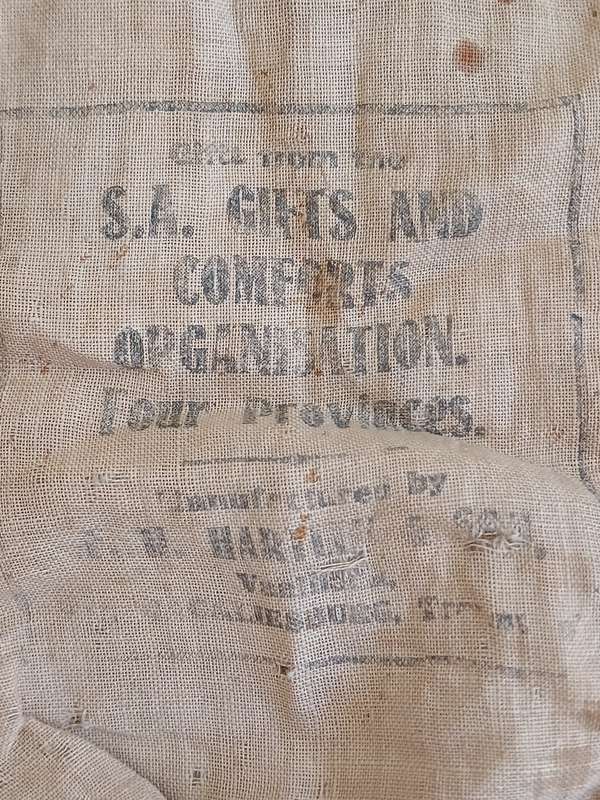 Gift from the
S.A. GIFTS AND
COMFORTS
ORGANISATION.
Four Provinces.
Manufactured by
HARTLEY & SON.